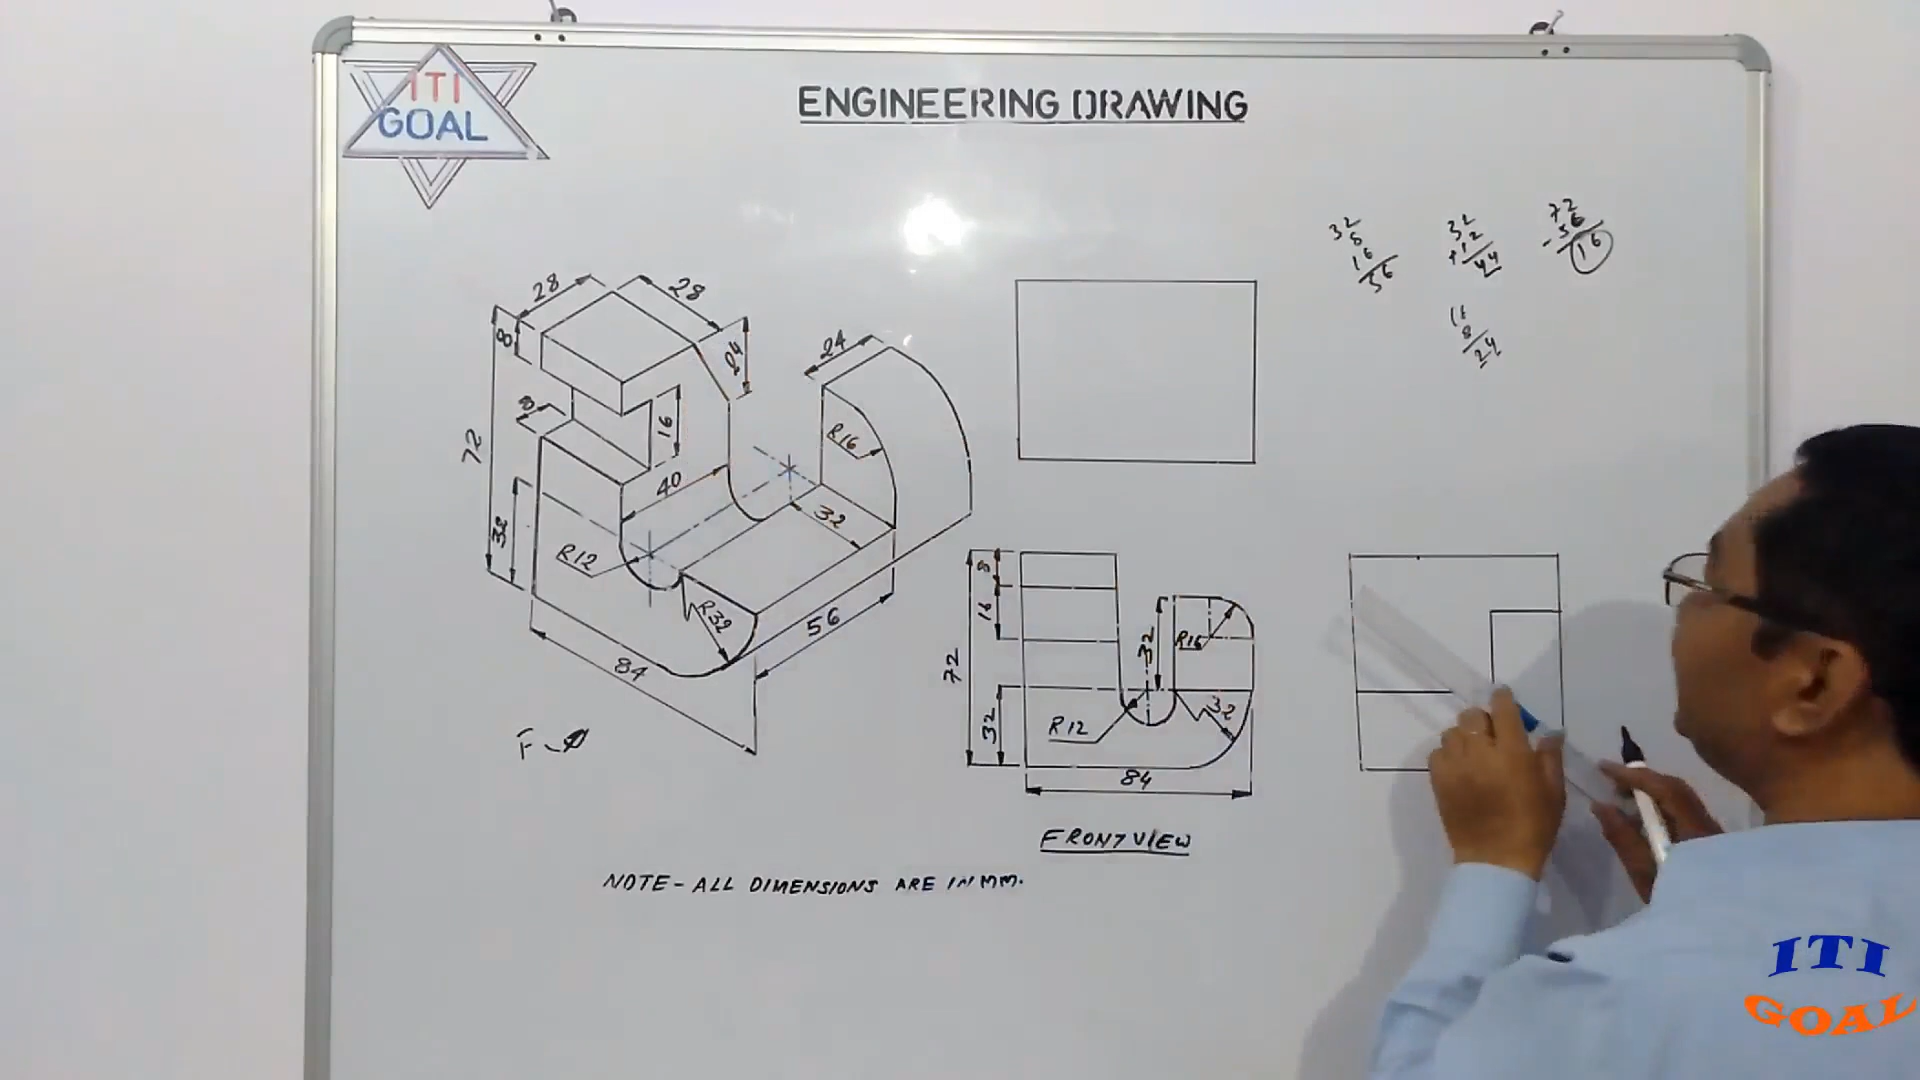 ITI
GOAL
ENGINEERING DRAWING
32
8
16
56
32
+12
44
72
-56
16
16
8
24
28
28
8
24
24
8
16
72
R16
40
32
32
R12
R32
56
84
F-
8
16
72
32
32
R16
R12
32
84
FRONT VIEW
NOTE - ALL DIMENSIONS ARE IN MM.
ITI
GOAL